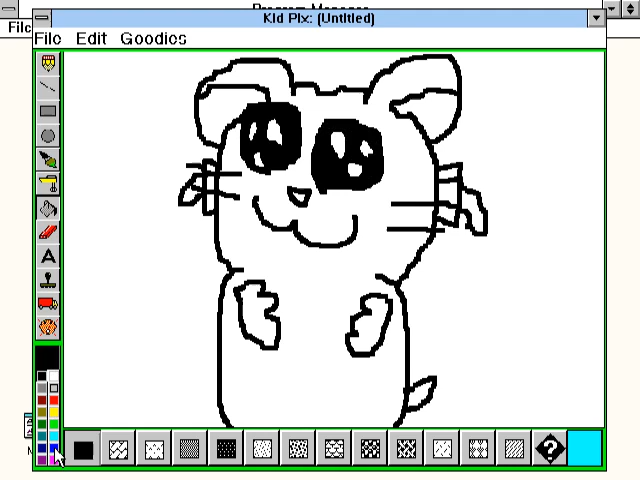 Program Manager
File
Kid Pix: (Untitled)
File Edit Goodies
A
?